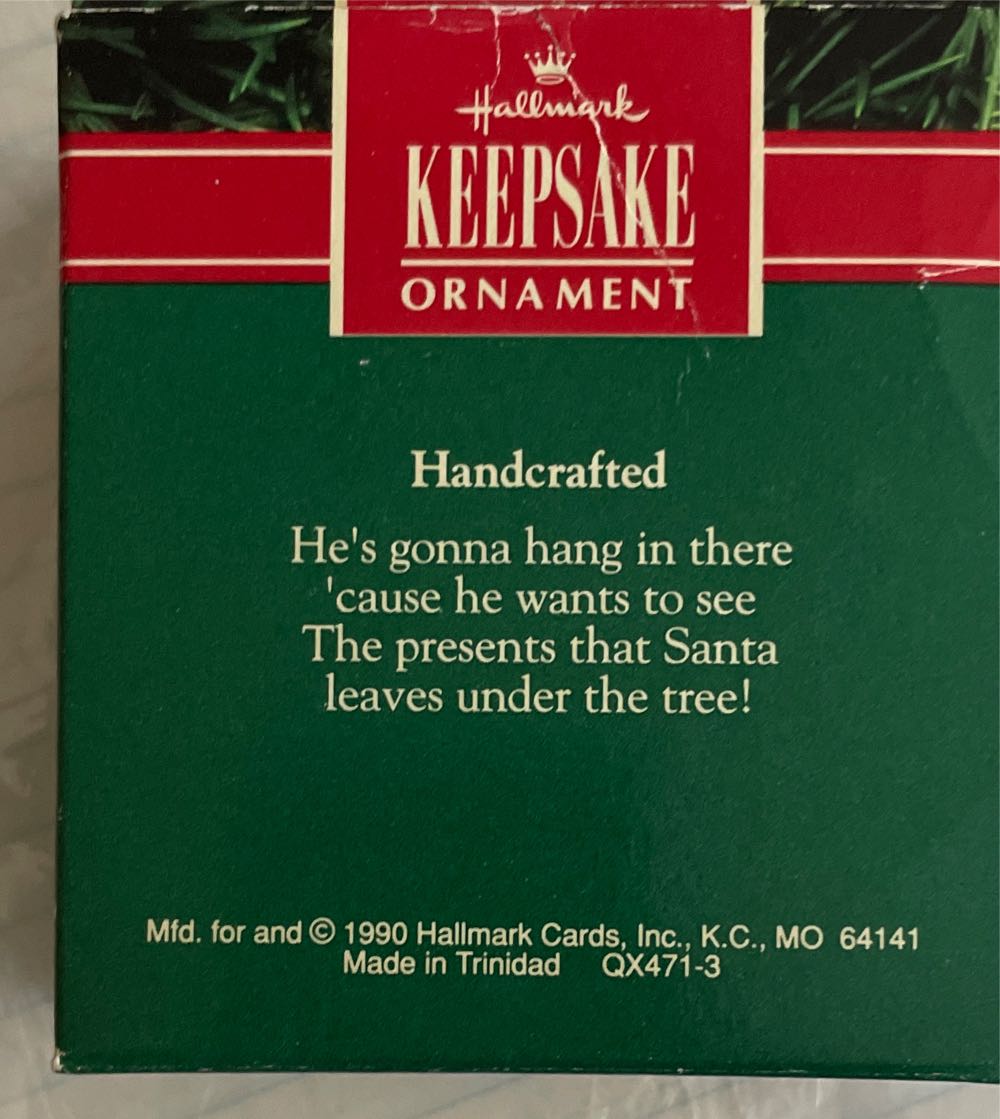 Hallmark
KEEPSAKE
ORNAMENT
Handcrafted
He's gonna hang in there
'cause he wants to see
The presents that Santa
leaves under the tree!
Mfd. for and © 1990 Hallmark Cards, Inc., K.C., MO 64141
Made in Trinidad QX471-3